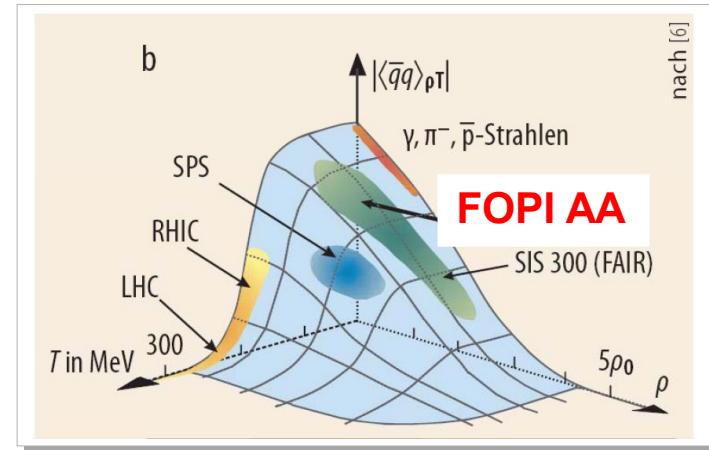 b
|⟨q̅q⟩ρT|
nach [6]
γ, π⁻, p̅-Strahlen
SPS
FOPI AA
RHIC
SIS 300 (FAIR)
LHC
300
T in MeV
5ρ₀
ρ